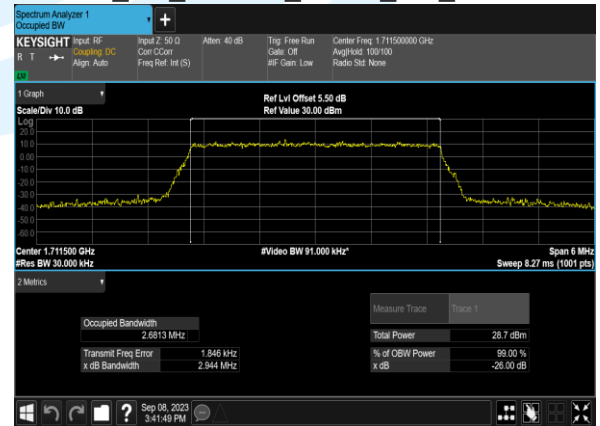 Spectrum Analyzer 1
Occupied BW
+
KEYSIGHT Input: RF Input Z: 50 Ω Atten: 40 dB Trig: Free Run Center Freq: 1.711500000 GHz
R T Coupling: DC Corr CCorr Gate: Off Avg|Hold: 100/100
Align: Auto Freq Ref: Int (S) #IF Gain: Low Radio Std: None
1 Graph
Ref Lvl Offset 5.50 dB
Scale/Div 10.0 dB Ref Value 30.00 dBm
Log
20.0
10.0
0.00
-10.0
-20.0
-30.0
-40.0
-50.0
-60.0
Center 1.711500 GHz #Video BW 91.000 kHz* Span 6 MHz
#Res BW 30.000 kHz Sweep 8.27 ms (1001 pts)
2 Metrics
Measure Trace Trace 1
Occupied Bandwidth
2.6813 MHz Total Power 28.7 dBm
Transmit Freq Error 1.846 kHz % of OBW Power 99.00 %
x dB Bandwidth 2.944 MHz x dB -26.00 dB
? Sep 08, 2023
3:41:49 PM